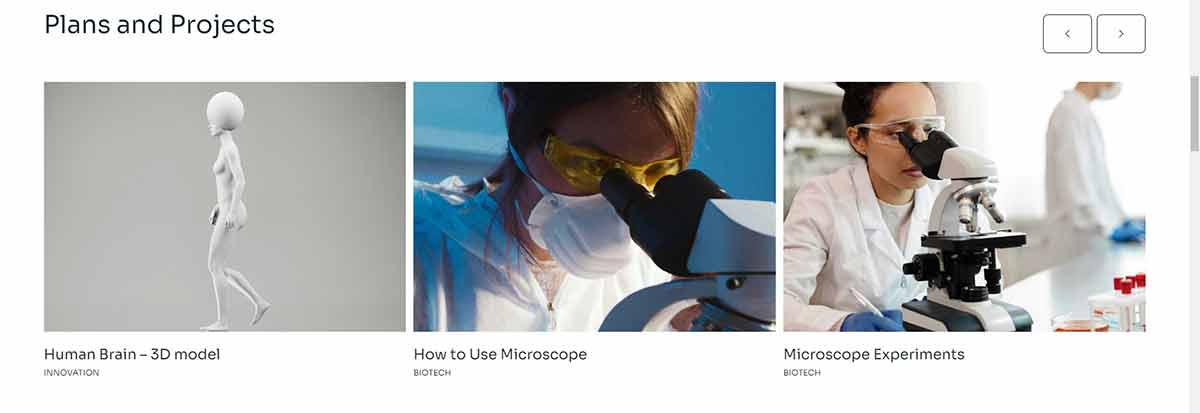 Plans and Projects
Human Brain – 3D model
INNOVATION
How to Use Microscope
BIOTECH
Microscope Experiments
BIOTECH